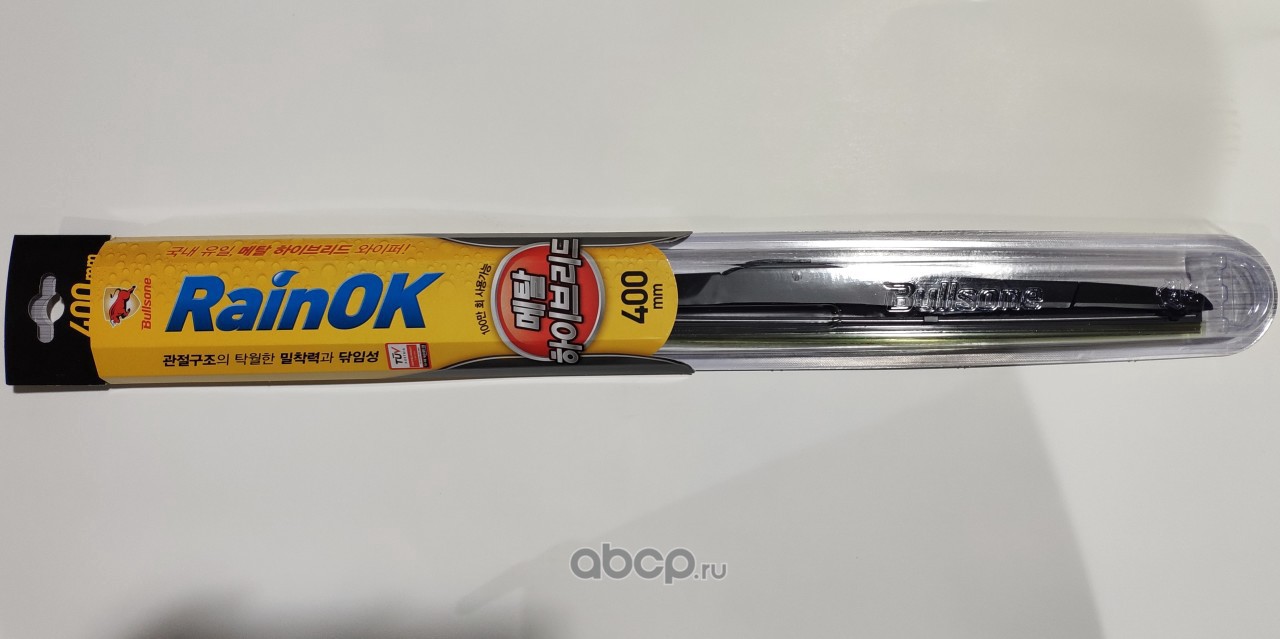 400mm
Bullsone
국내 유일, 메탈 하이브리드 와이퍼!
RainOK
관절구조의 탁월한 밀착력과 닦임성
TÜV
100만 회 사용가능
메탈
하이브리드
400
mm
Bullsone
abcp.ru